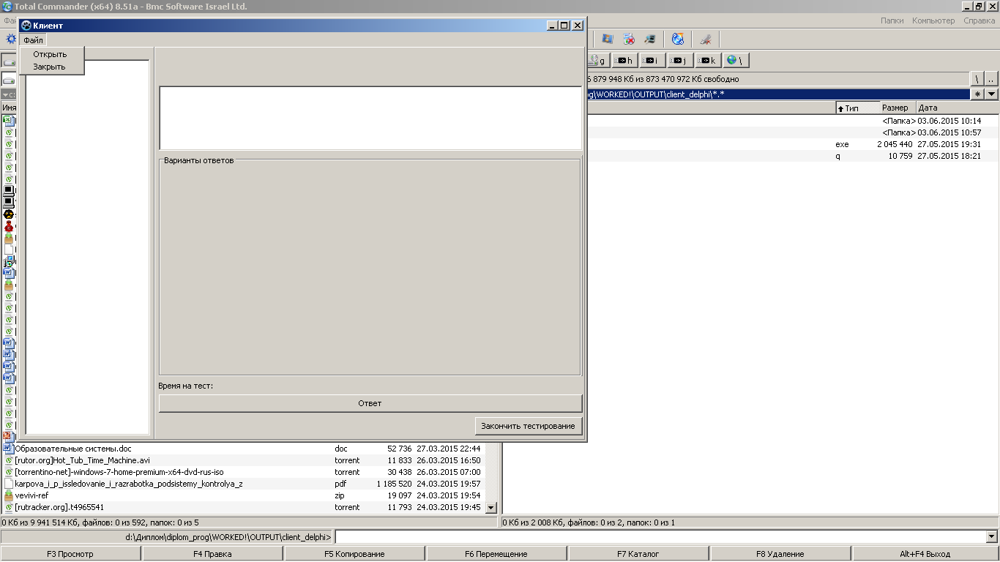 Total Commander (x64) 8.51a - Bmc Software Israel Ltd.
Папки Компьютер Справка
Клиент
Файл
Открыть
Закрыть
g h i j k \
879 948 Кб из 873 470 972 Кб свободно
\ ..
\WORKED!\OUTPUT\client_delphi\*.*
* 
Имя
Тип Размер Дата
<Папка> 03.06.2015 10:14
<Папка> 03.06.2015 10:57
exe 2 045 440 27.05.2015 19:31
q 10 759 27.05.2015 18:21
Варианты ответов
Время на тест:
Ответ
Закончить тестирование
Образовательные системы.doc doc 52 736 27.03.2015 22:44
[rutor.org]Hot_Tub_Time_Machine.avi torrent 11 833 26.03.2015 16:50
[torrentino-net]-windows-7-home-premium-x64-dvd-rus-iso torrent 30 438 26.03.2015 07:00
karpova_i_p_issledovanie_i_razrabotka_podsistemy_kontrolya_z pdf 1 185 520 24.03.2015 19:57
vevivi-ref zip 19 097 24.03.2015 19:54
[rutracker.org].t4965541 torrent 11 793 24.03.2015 19:45
0 Кб из 9 941 514 Кб, файлов: 0 из 592, папок: 0 из 5
0 Кб из 2 008 Кб, файлов: 0 из 2, папок: 0 из 1
d:\Диплом\diplom_prog\WORKED!\OUTPUT\client_delphi>
F3 Просмотр F4 Правка F5 Копирование F6 Перемещение F7 Каталог F8 Удаление Alt+F4 Выход